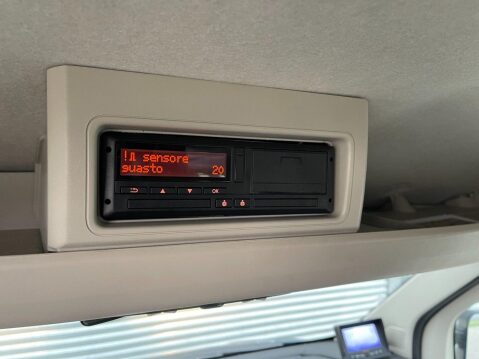 !⎍ sensore
guasto 20
OK